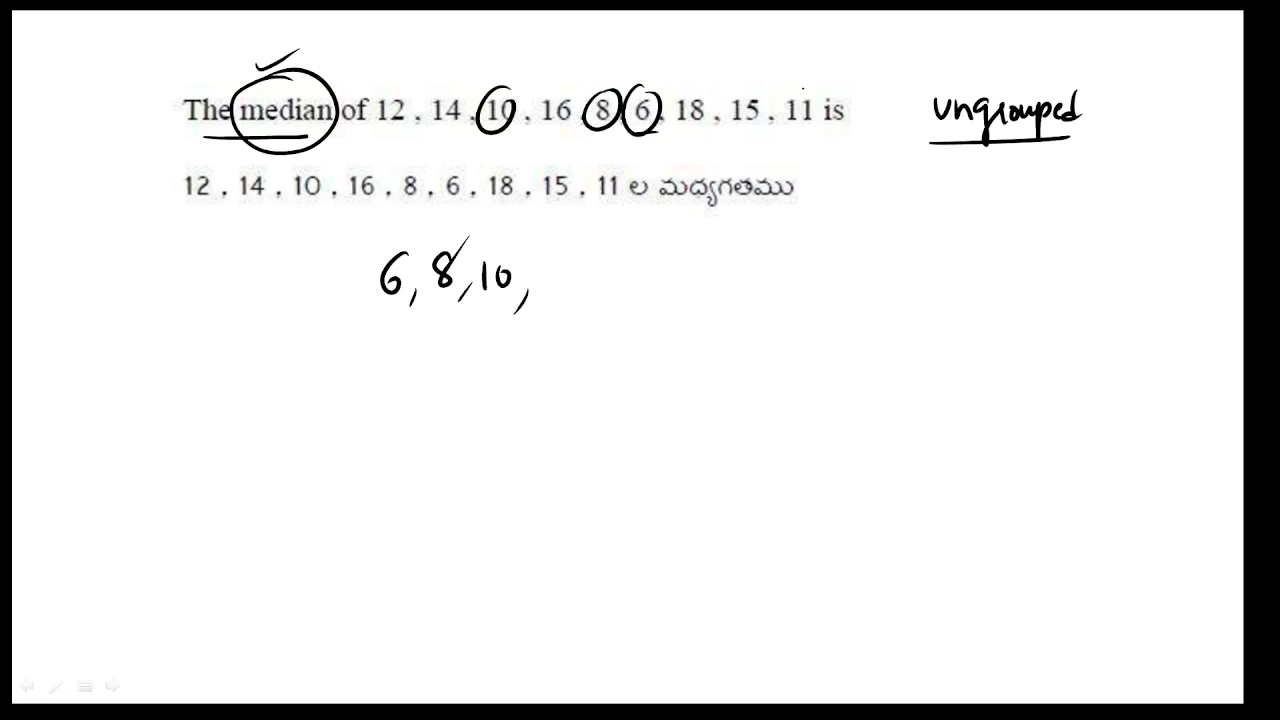 The median of 12 , 14 , 10 , 16 8 6 , 18 , 15 , 11 is
ungrouped
12 , 14 , 10 , 16 , 8 , 6 , 18 , 15 , 11 ల మధ్యగతము
6, 8, 10,